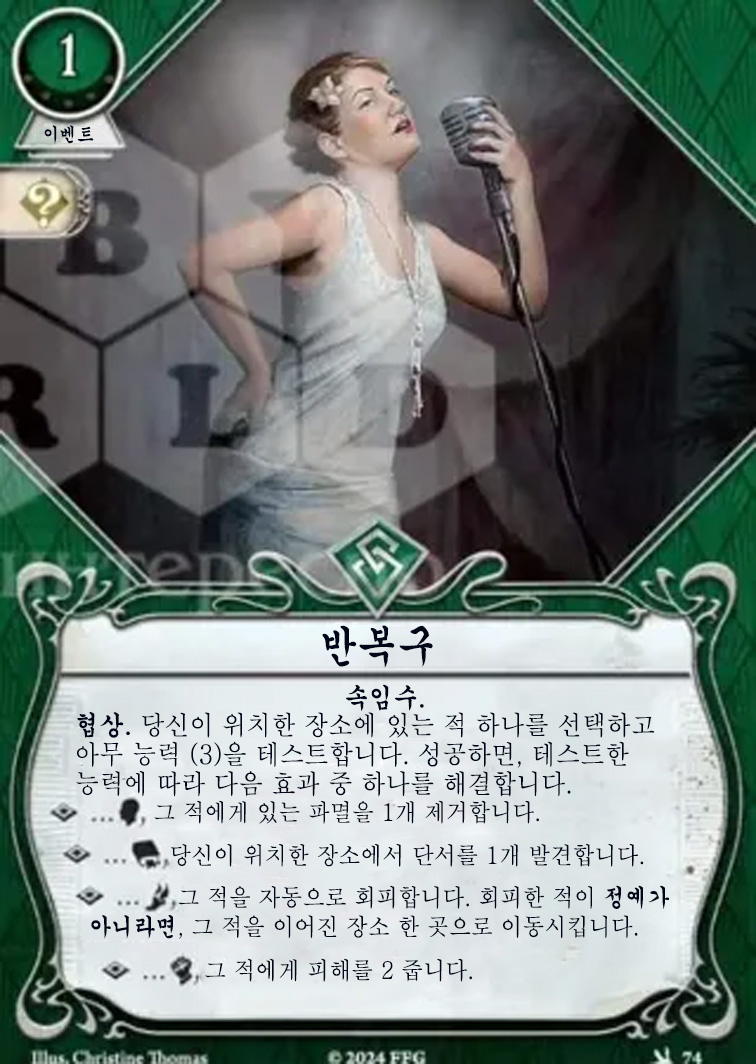 1
이벤트
?
B
R L D
интер
반복구
속임수.
협상. 당신이 위치한 장소에 있는 적 하나를 선택하고
아무 능력 (3)을 테스트합니다. 성공하면, 테스트한
능력에 따라 다음 효과 중 하나를 해결합니다.
..., 그 적에게 있는 파멸을 1개 제거합니다.
...,당신이 위치한 장소에서 단서를 1개 발견합니다.
...,그 적을 자동으로 회피합니다. 회피한 적이 정예가
아니라면, 그 적을 이어진 장소 한 곳으로 이동시킵니다.
..., 그 적에게 피해를 2 줍니다.
Illus. Christine Thomas © 2024 FFG 74